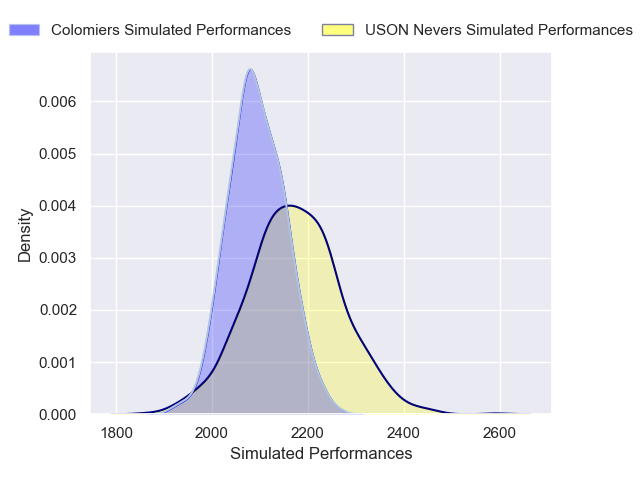 Colomiers Simulated Performances USON Nevers Simulated Performances
0.006
0.005
0.004
0.003
0.002
0.001
0.000
Density
1800 2000 2200 2400 2600
Simulated Performances